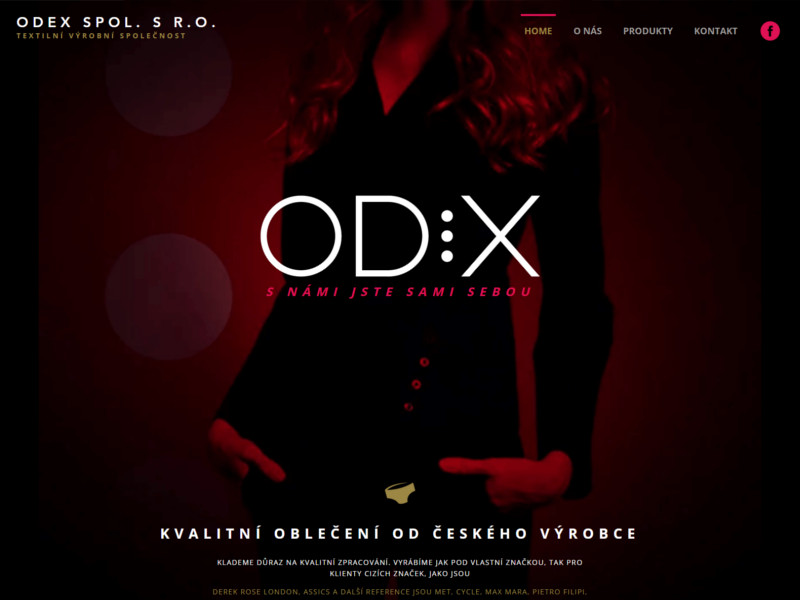 ODEX SPOL. S R.O.
TEXTILNÍ VÝROBNÍ SPOLEČNOST
HOME
O NÁS
PRODUKTY
KONTAKT
f
OD:X
S NÁMI JSTE SAMI SEBOU
KVALITNÍ OBLEČENÍ OD ČESKÉHO VÝROBCE
KLADEME DŮRAZ NA KVALITNÍ ZPRACOVÁNÍ. VYRÁBÍME JAK POD VLASTNÍ ZNAČKOU, TAK PRO
KLIENTY CIZÍCH ZNAČEK, JAKO JSOU
DEREK ROSE LONDON, ASSICS A DALŠÍ REFERENCE JSOU MET, CYCLE, MAX MARA, PIETRO FILIPI.